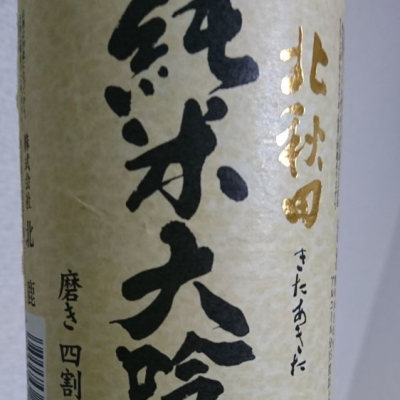 北秋田
きたあきた
純米大吟
磨き四割
株式会社 北鹿